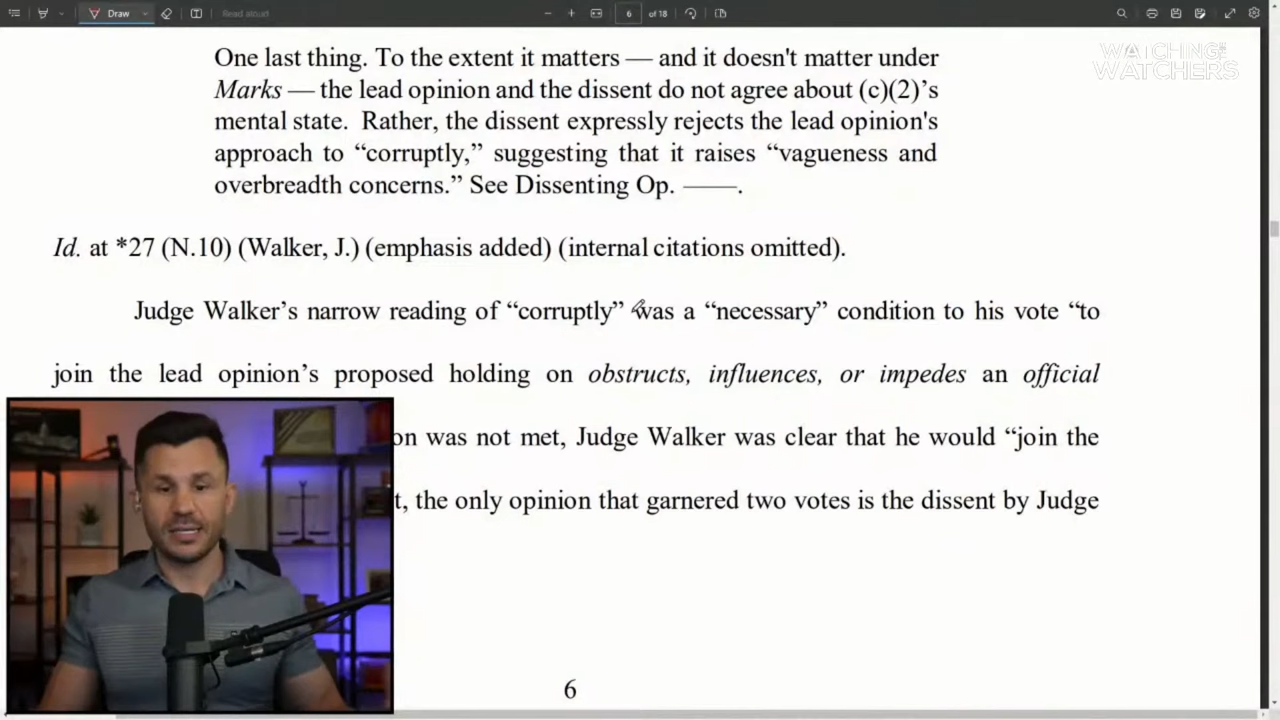 Draw
Read aloud
6 of 18
WATCHING THE
WATCHERS
One last thing. To the extent it matters — and it doesn't matter under
Marks — the lead opinion and the dissent do not agree about (c)(2)’s
mental state. Rather, the dissent expressly rejects the lead opinion's
approach to “corruptly,” suggesting that it raises “vagueness and
overbreadth concerns.” See Dissenting Op. ——.
Id. at *27 (N.10) (Walker, J.) (emphasis added) (internal citations omitted).
Judge Walker’s narrow reading of “corruptly” was a “necessary” condition to his vote “to
join the lead opinion’s proposed holding on obstructs, influences, or impedes an official
on was not met, Judge Walker was clear that he would “join the
t, the only opinion that garnered two votes is the dissent by Judge
6